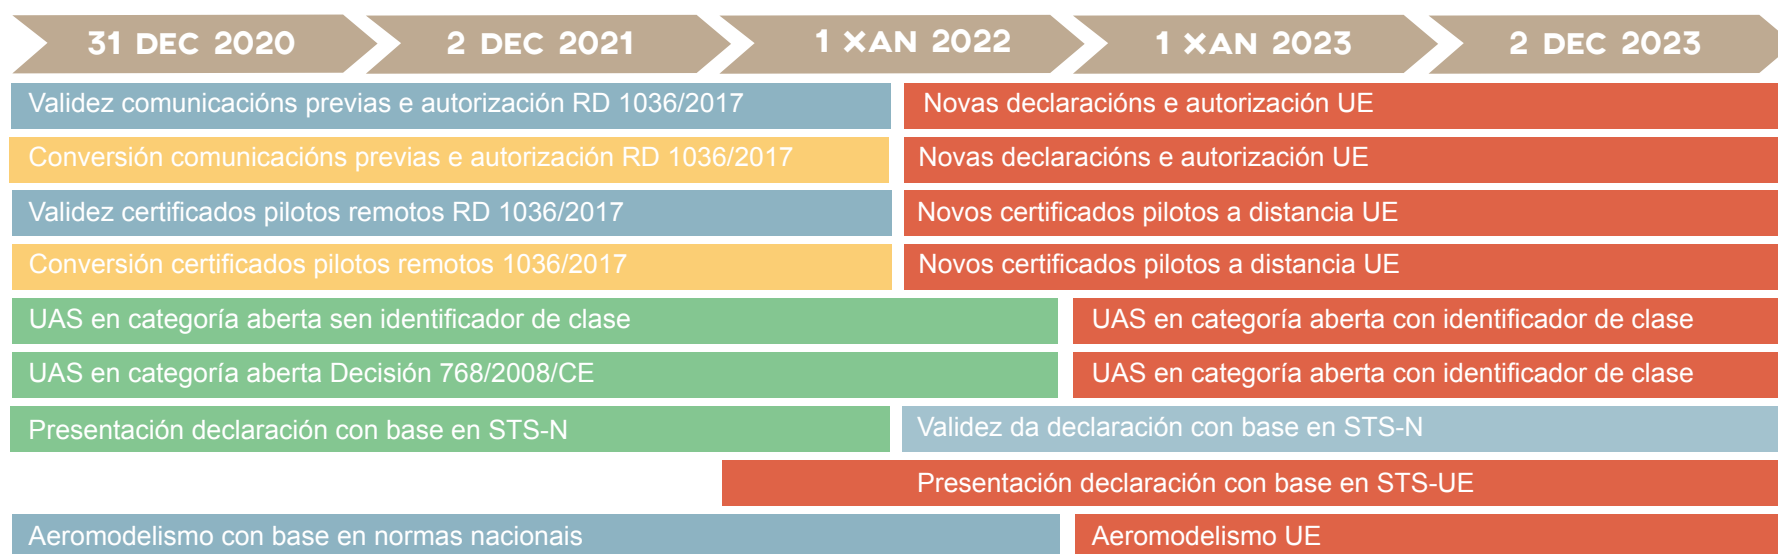 31 DEC 2020 2 DEC 2021 1 XAN 2022 1 XAN 2023 2 DEC 2023
Validez comunicacións previas e autorización RD 1036/2017 Novas declaracións e autorización UE
Conversión comunicacións previas e autorización RD 1036/2017 Novas declaracións e autorización UE
Validez certificados pilotos remotos RD 1036/2017 Novos certificados pilotos a distancia UE
Conversión certificados pilotos remotos 1036/2017 Novos certificados pilotos a distancia UE
UAS en categoría aberta sen identificador de clase UAS en categoría aberta con identificador de clase
UAS en categoría aberta Decisión 768/2008/CE UAS en categoría aberta con identificador de clase
Presentación declaración con base en STS-N Validez da declaración con base en STS-N
Presentación declaración con base en STS-UE
Aeromodelismo con base en normas nacionais Aeromodelismo UE